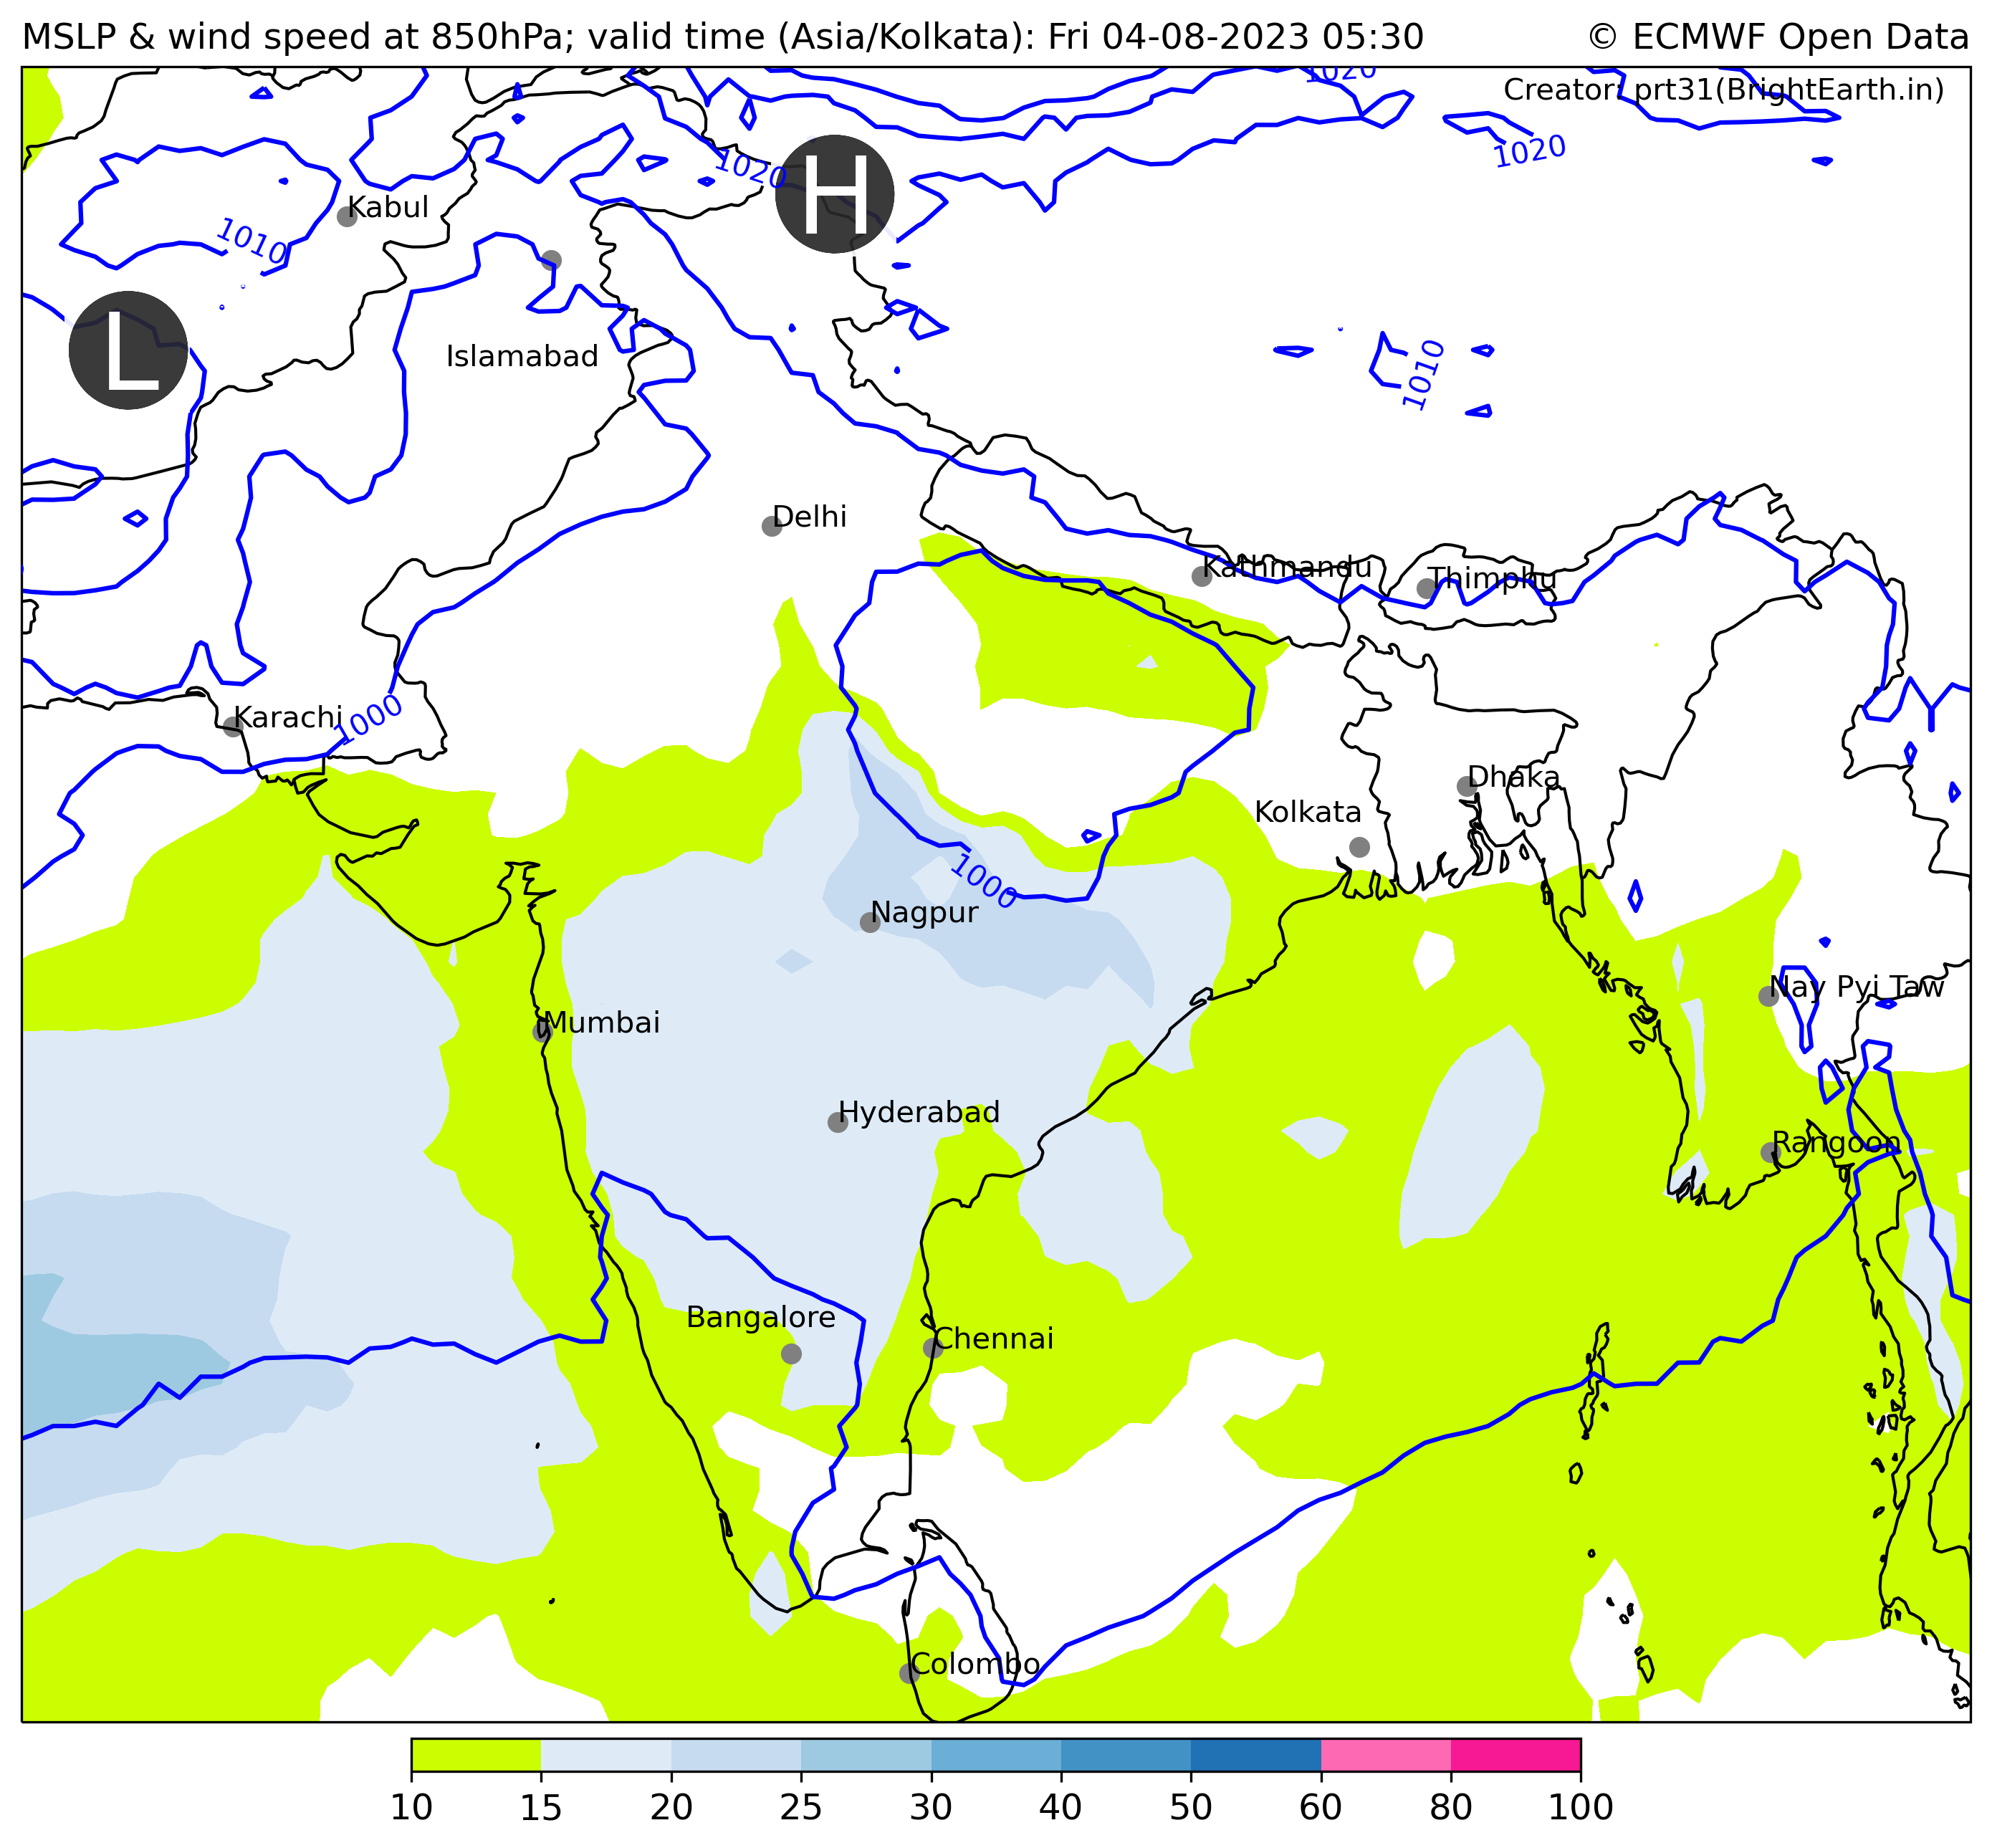 MSLP & wind speed at 850hPa; valid time (Asia/Kolkata): Fri 04-08-2023 05:30
© ECMWF Open Data
1020
Creator: prt31(BrightEarth.in)
1020
1020
H
Kabul
1010
L
Islamabad
1010
Delhi
Kathmandu
Thimphu
Karachi
1000
Dhaka
Kolkata
1000
Nagpur
Nay Pyi Taw
Mumbai
Hyderabad
Rangoon
Bangalore
Chennai
Colombo
10 15 20 25 30 40 50 60 80 100